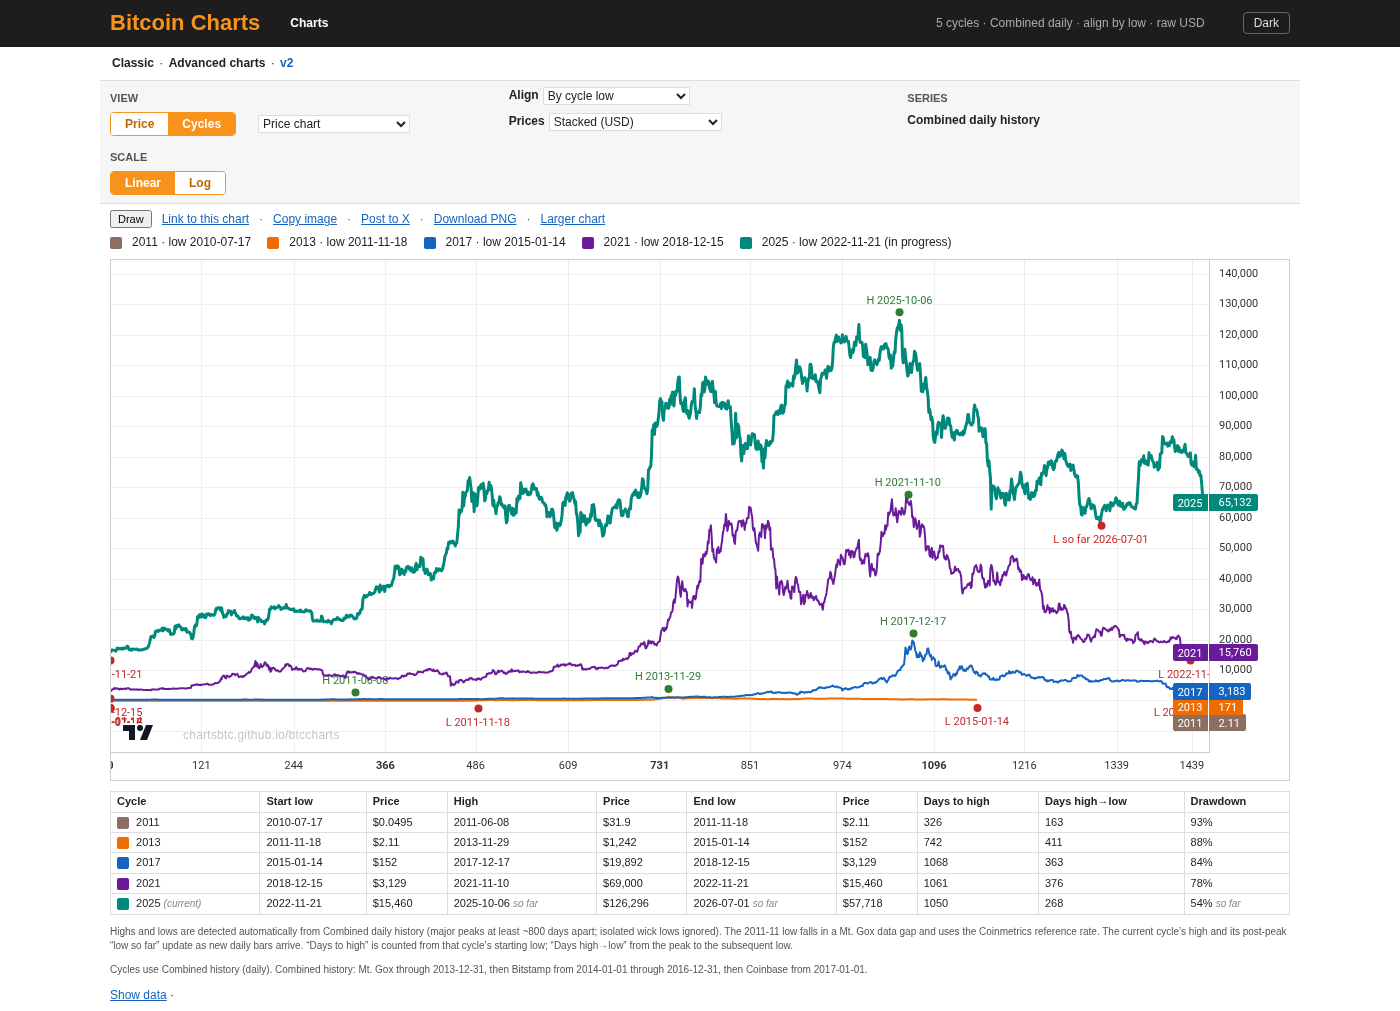 Bitcoin Charts
Charts
5 cycles · Combined daily · align by low · raw USD
Dark
Classic · Advanced charts · v2
VIEW
Price Cycles
Price chart
Align By cycle low
Prices Stacked (USD)
SERIES
Combined daily history
SCALE
Linear Log
Draw Link to this chart · Copy image · Post to X · Download PNG · Larger chart
2011 · low 2010-07-17 2013 · low 2011-11-18 2017 · low 2015-01-14 2021 · low 2018-12-15 2025 · low 2022-11-21 (in progress)
140,000
H 2025-10-06
130,000
120,000
110,000
100,000
90,000
80,000
H 2021-11-10
70,000
2025 65,132
60,000
L so far 2026-07-01
50,000
40,000
30,000
H 2017-12-17
20,000
2021 15,760
-11-21
H 2011-06-08
H 2013-11-29
L 2022-11-
10,000
2017 3,183
-12-15
L 20
2013 171
L 2011-11-18
L 2015-01-14
2011 2.11
chartsbtc.github.io/btccharts
121 244 366 486 609 731 851 974 1096 1216 1339 1439
Cycle Start low Price High Price End low Price Days to high Days high→low Drawdown
2011 2010-07-17 $0.0495 2011-06-08 $31.9 2011-11-18 $2.11 326 163 93%
2013 2011-11-18 $2.11 2013-11-29 $1,242 2015-01-14 $152 742 411 88%
2017 2015-01-14 $152 2017-12-17 $19,892 2018-12-15 $3,129 1068 363 84%
2021 2018-12-15 $3,129 2021-11-10 $69,000 2022-11-21 $15,460 1061 376 78%
2025 (current) 2022-11-21 $15,460 2025-10-06 so far $126,296 2026-07-01 so far $57,718 1050 268 54% so far
Highs and lows are detected automatically from Combined daily history (major peaks at least ~800 days apart; isolated wick lows ignored). The 2011-11 low falls in a Mt. Gox data gap and uses the Coinmetrics reference rate. The current cycle's high and its post-peak
"low so far" update as new daily bars arrive. "Days to high" is counted from that cycle's starting low; "Days high→low" from the peak to the subsequent low.
Cycles use Combined history (daily). Combined history: Mt. Gox through 2013-12-31, then Bitstamp from 2014-01-01 through 2016-12-31, then Coinbase from 2017-01-01.
Show data ·